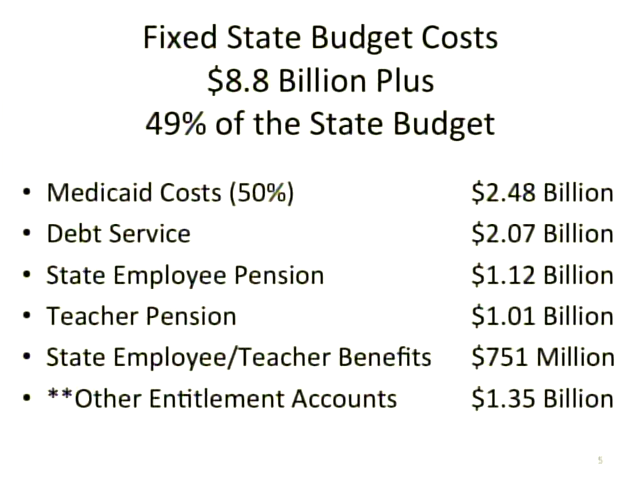 Fixed State Budget Costs
$8.8 Billion Plus
49% of the State Budget
• Medicaid Costs (50%) $2.48 Billion
• Debt Service $2.07 Billion
• State Employee Pension $1.12 Billion
• Teacher Pension $1.01 Billion
• State Employee/Teacher Benefits $751 Million
• **Other Entitlement Accounts $1.35 Billion
5